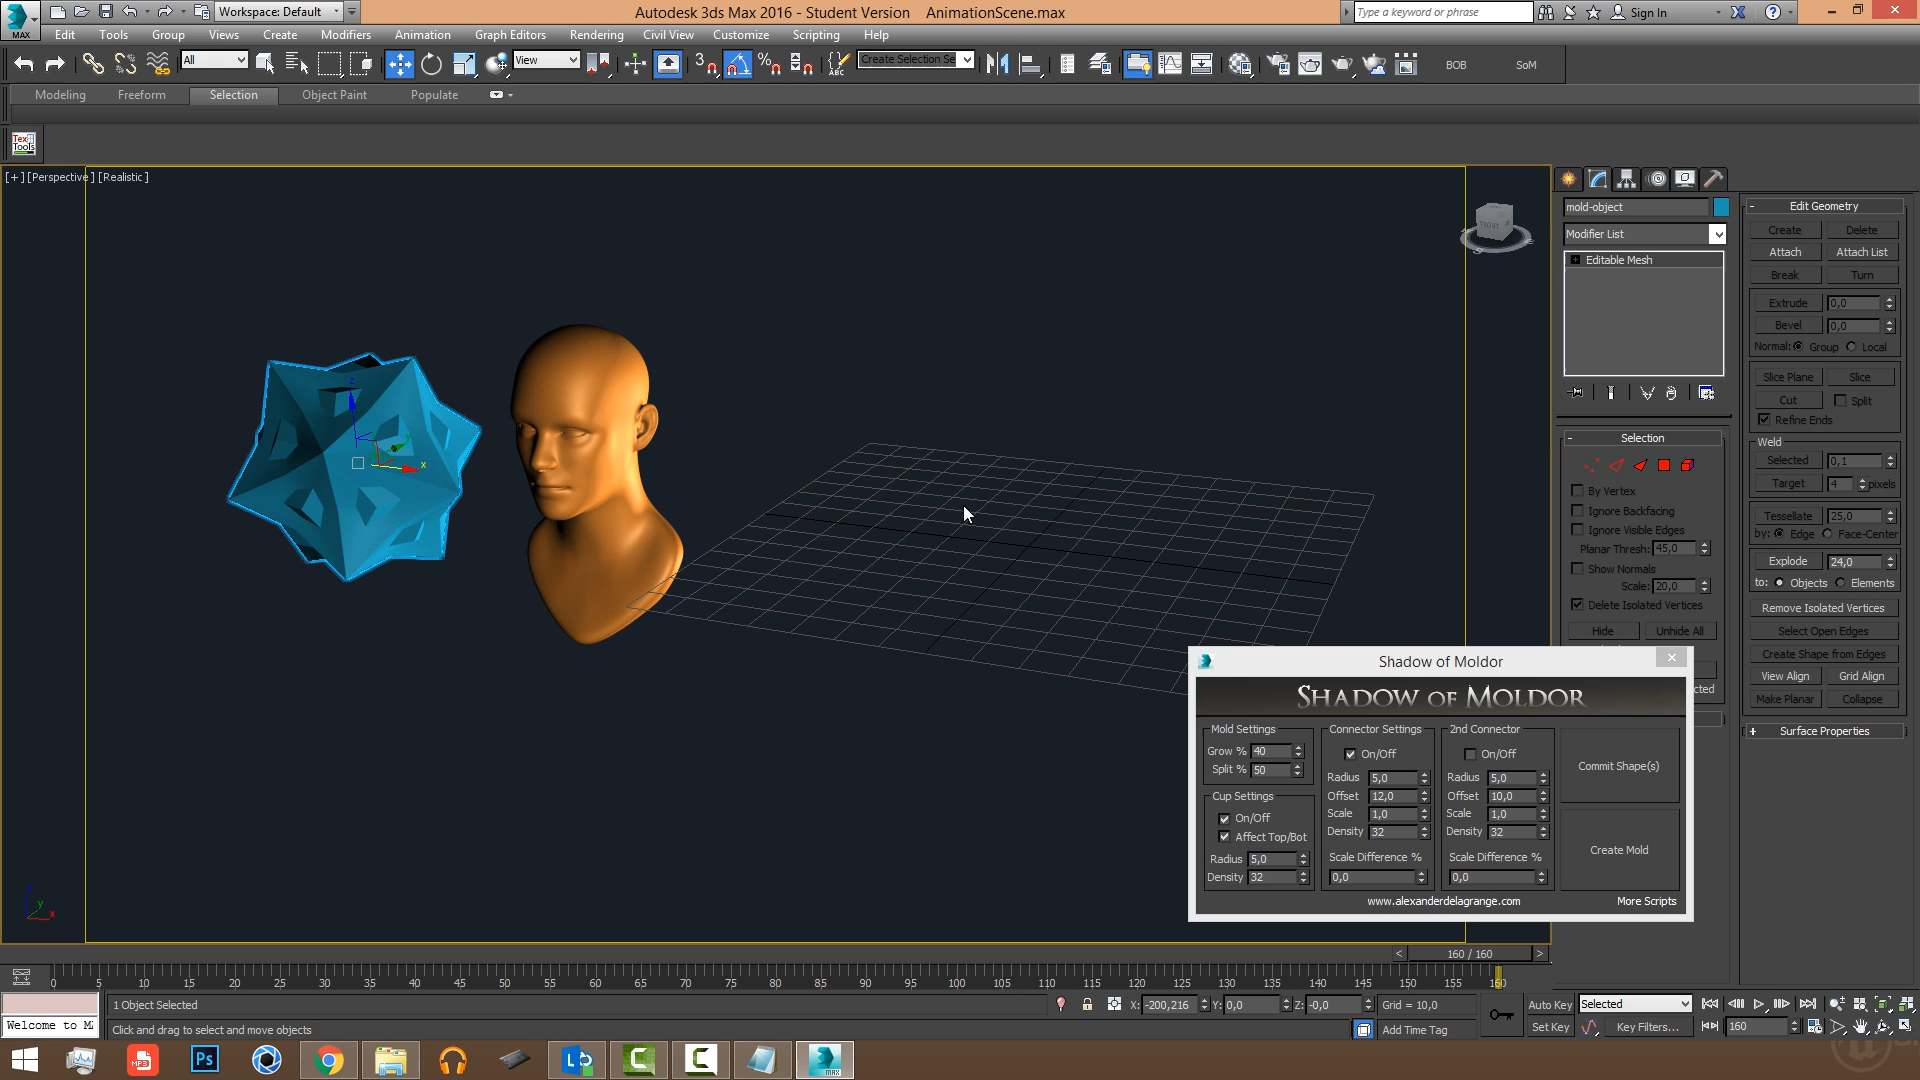 Workspace: Default
Autodesk 3ds Max 2016 - Student Version    AnimationScene.max
Type a keyword or phrase
Sign In
MAX
Edit Tools Group Views Create Modifiers Animation Graph Editors Rendering Civil View Customize Scripting Help
All
View
3
%
ABC
Create Selection Se
BOB
SoM
Modeling Freeform Selection Object Paint Populate
Tex
Tools
[+] [Perspective] [Realistic]
FRONT
z
x
mold-object
Modifier List
Editable Mesh
Selection
By Vertex
Ignore Backfacing
Ignore Visible Edges
Planar Thresh: 45,0
Show Normals
Scale: 20,0
Delete Isolated Vertices
Hide Unhide All
cted
Edit Geometry
Create Delete
Attach Attach List
Break Turn
Extrude 0,0
Bevel 0,0
Normal: Group Local
Slice Plane Slice
Cut Split
Refine Ends
Weld
Selected 0,1
Target 4 pixels
Tessellate 25,0
by: Edge Face-Center
Explode 24,0
to: Objects Elements
Remove Isolated Vertices
Select Open Edges
Create Shape from Edges
View Align Grid Align
Make Planar Collapse
+ Surface Properties
Shadow of Moldor
SHADOW OF MOLDOR
Mold Settings
Grow % 40
Split % 50
Cup Settings
On/Off
Affect Top/Bot
Radius 5,0
Density 32
Connector Settings
On/Off
Radius 5,0
Offset 12,0
Scale 1,0
Density 32
Scale Difference %
0,0
2nd Connector
On/Off
Radius 5,0
Offset 10,0
Scale 1,0
Density 32
Scale Difference %
0,0
Commit Shape(s)
Create Mold
www.alexanderdelagrange.com
More Scripts
y
x
< 160 / 160 >
0 5 10 15 20 25 30 35 40 45 50 55 60 65 70 75 80 85 90 95 100 105 110 115 120 125 130 135 140 145 150 155 160
1 Object Selected
X: -200,216 Y: 0,0 Z: -0,0
Grid = 10,0
Auto Key
Selected
Welcome to M
Click and drag to select and move objects
Add Time Tag
Set Key
Key Filters...
160
MP3
Ps
MAX